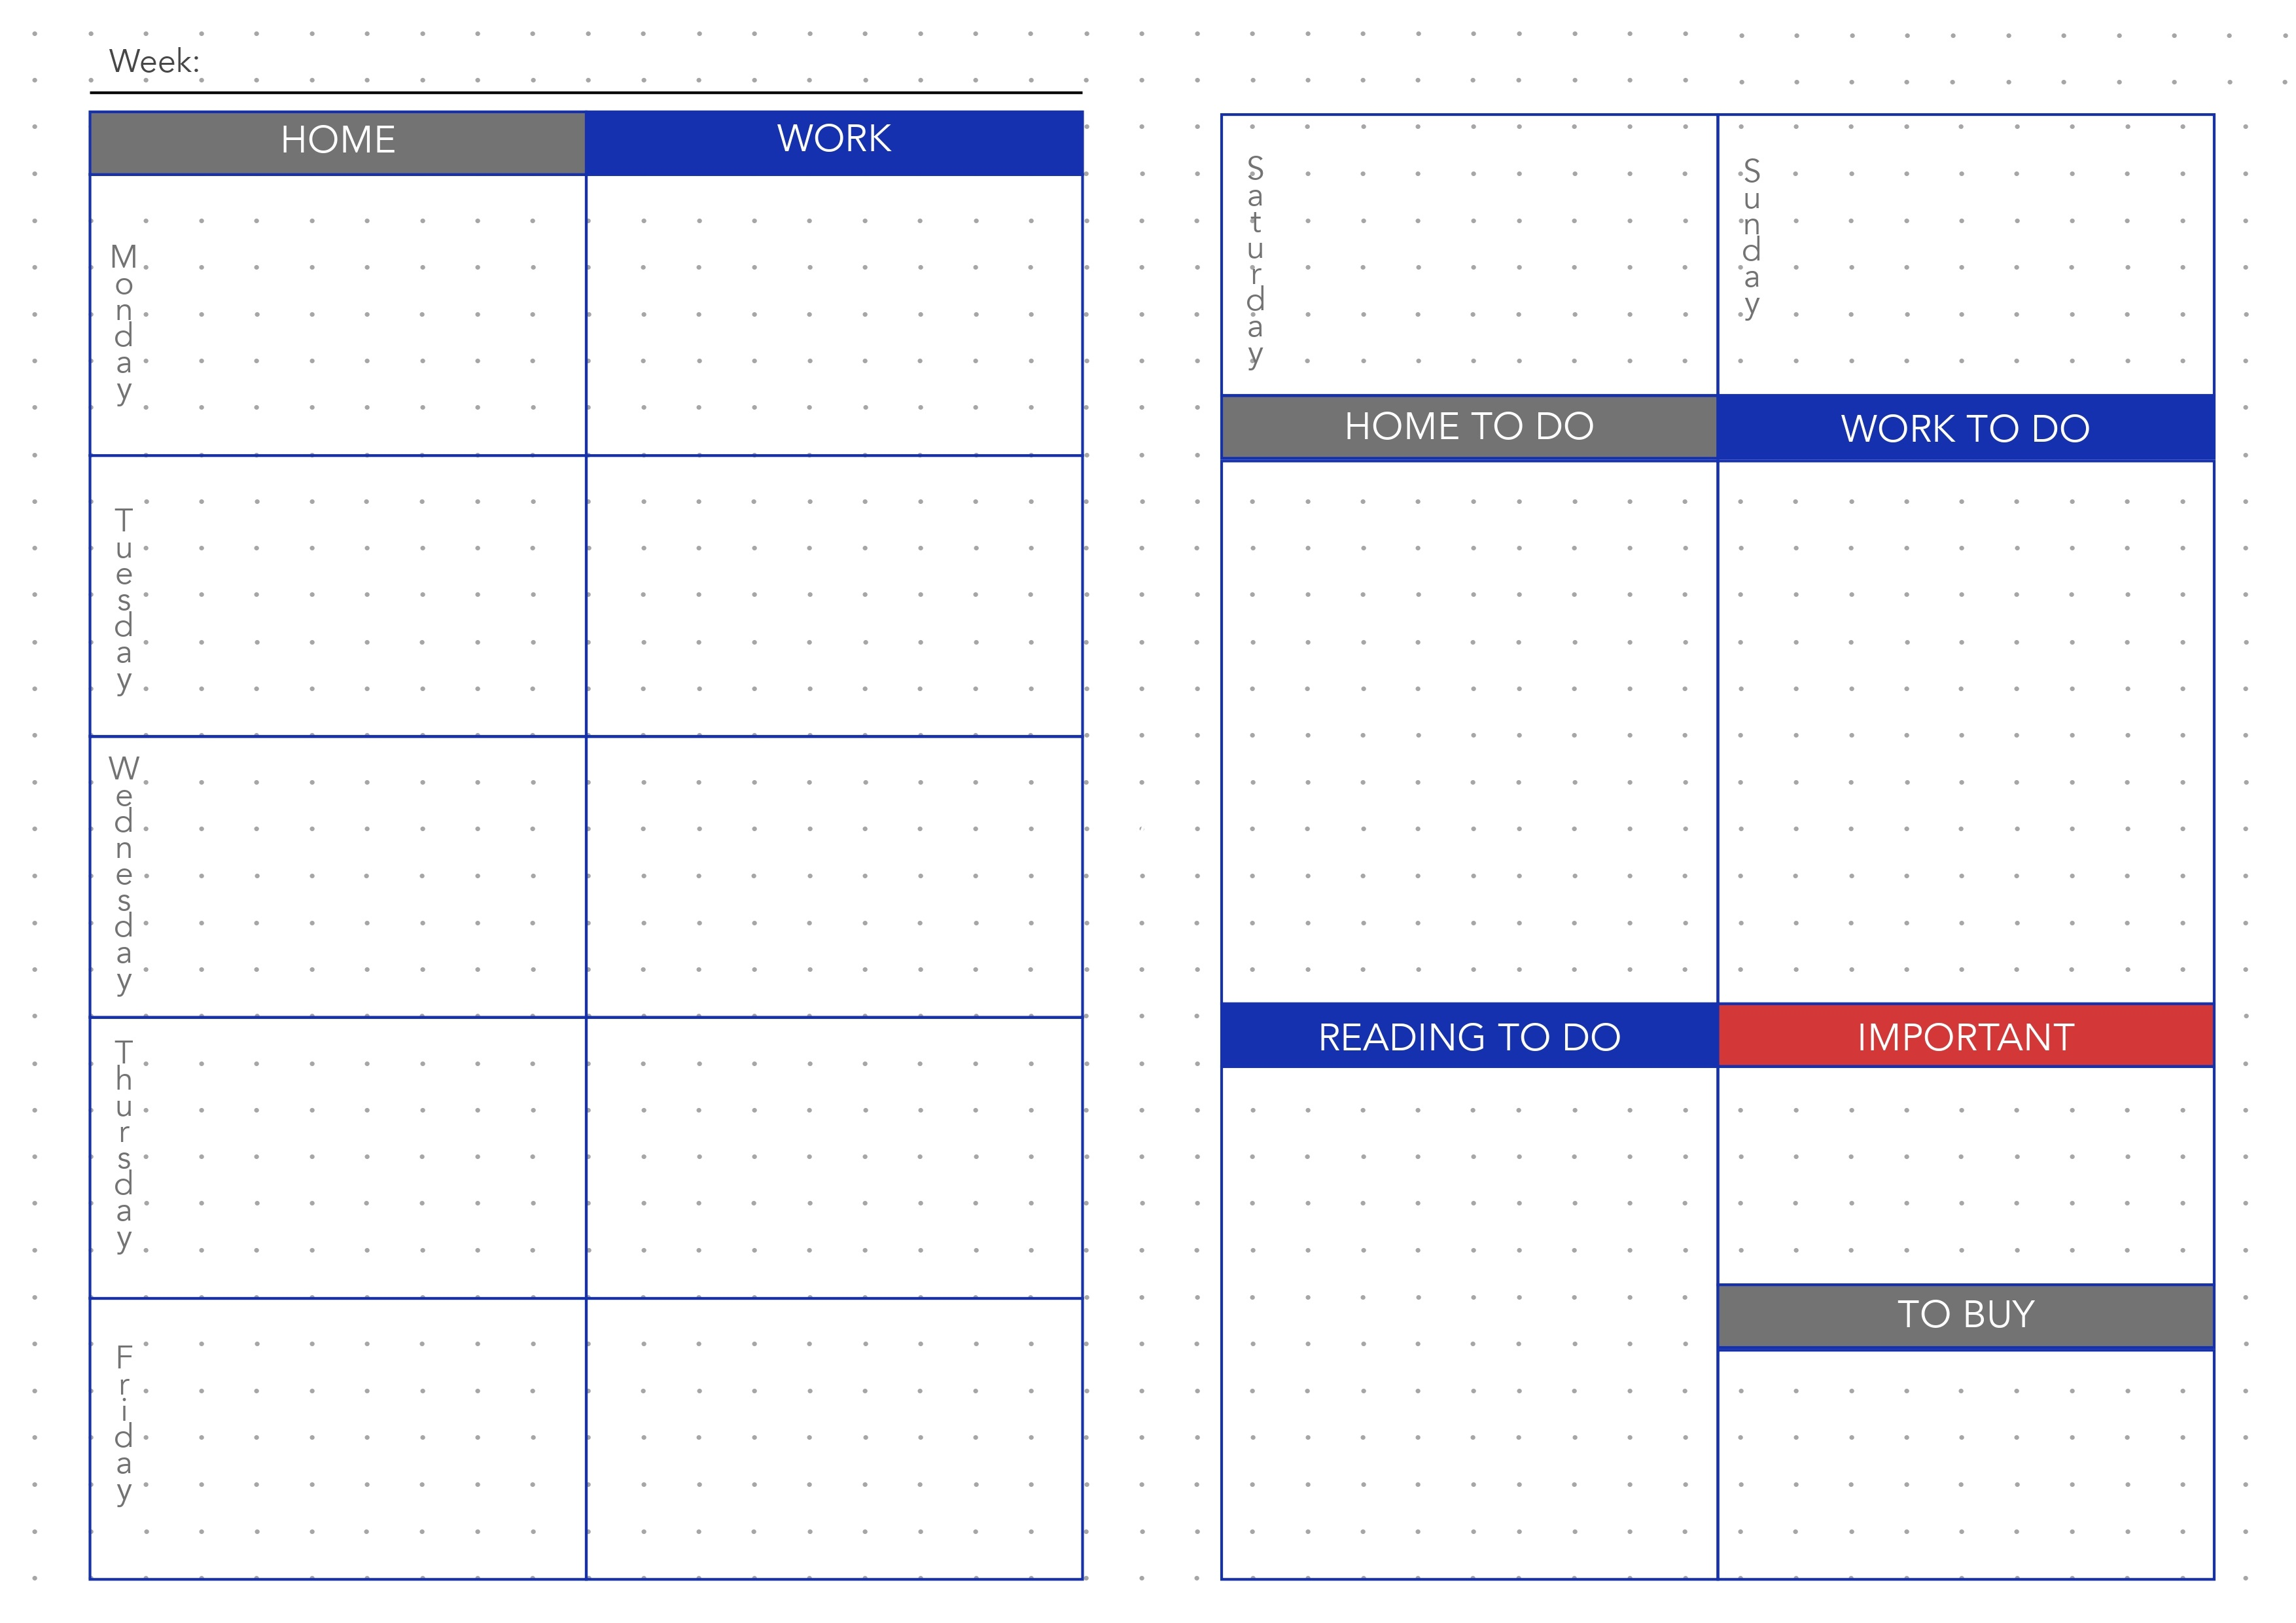 Week:
HOME
WORK
Monday
Tuesday
Wednesday
Thursday
Friday
Saturday
Sunday
HOME TO DO
WORK TO DO
READING TO DO
IMPORTANT
TO BUY